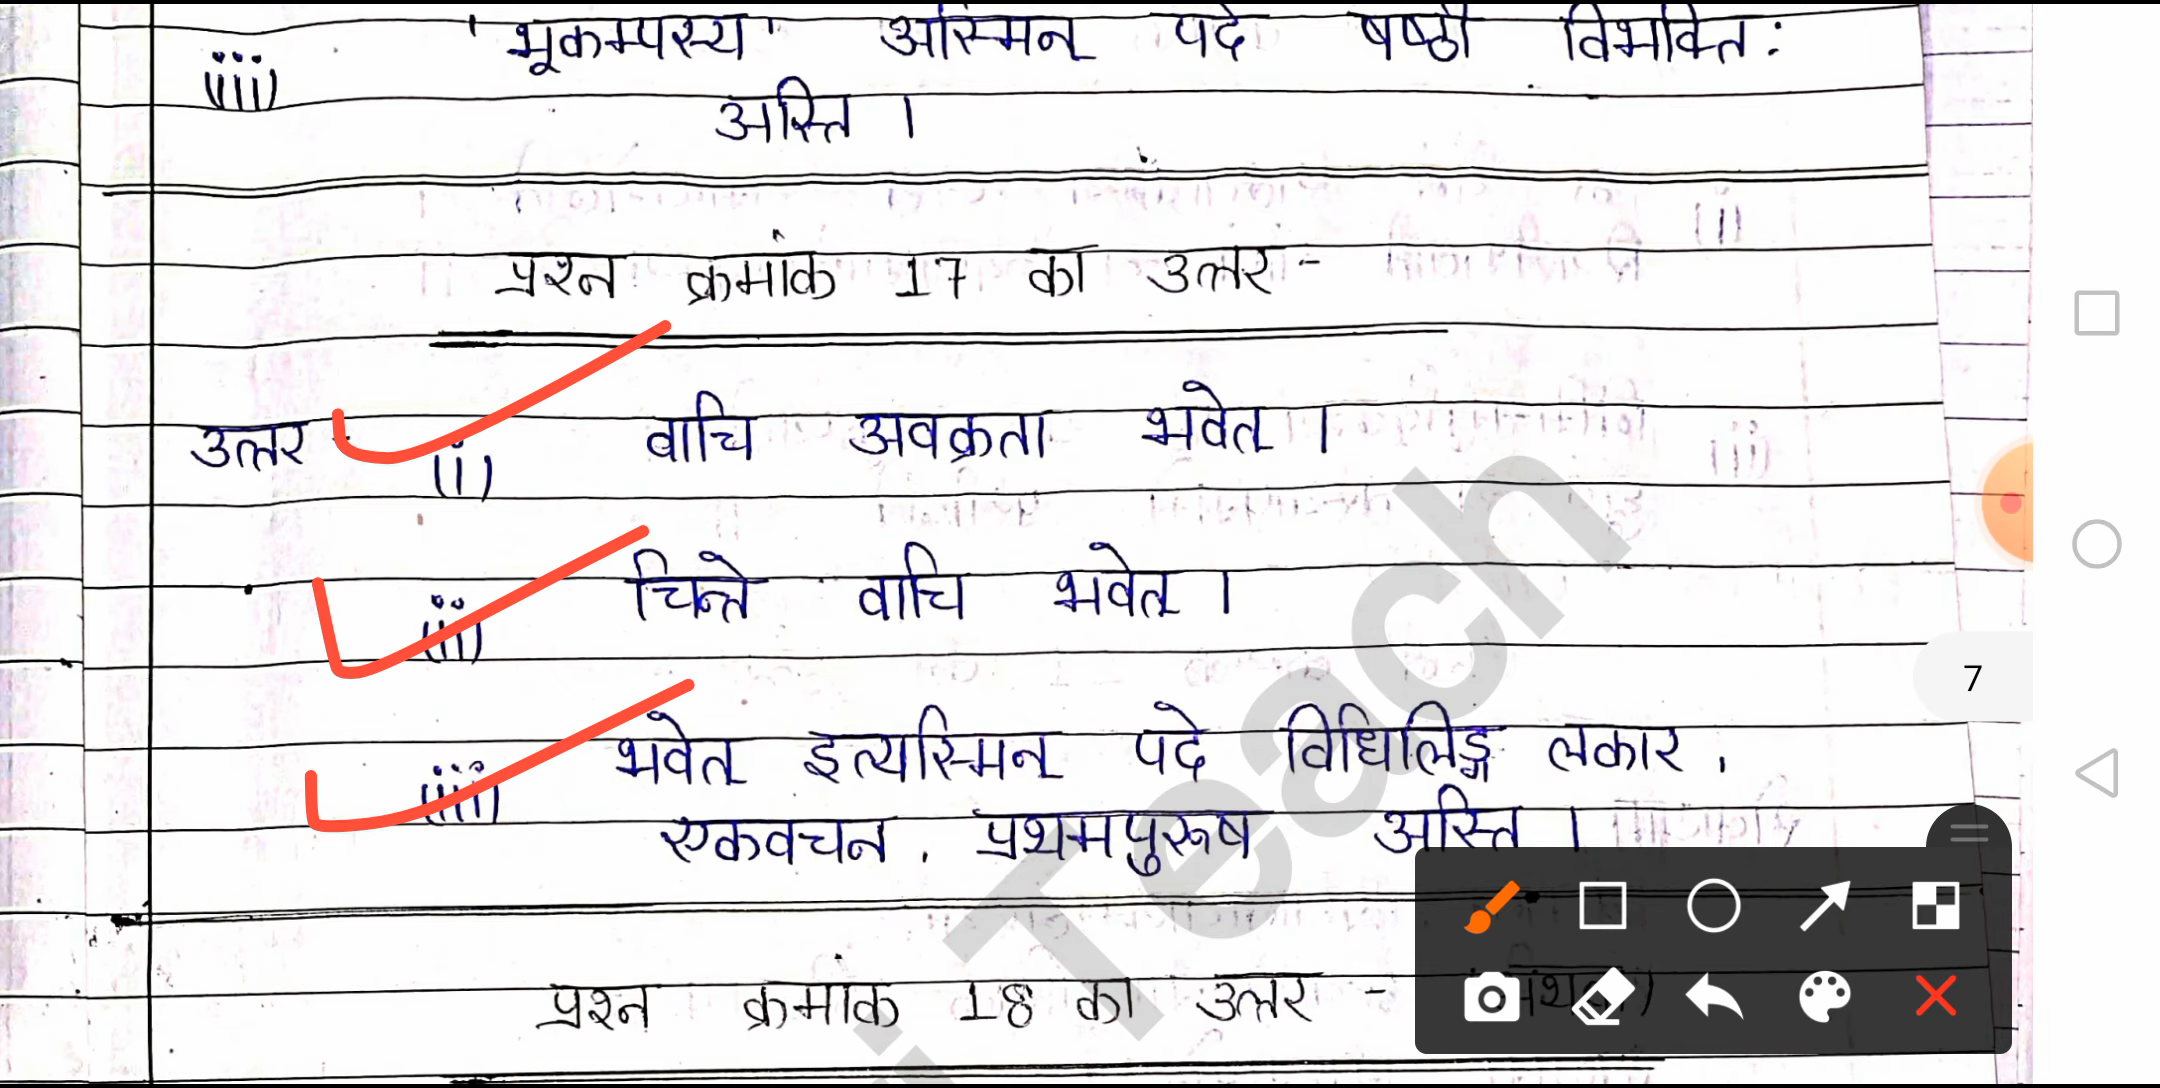 'भूकम्पस्य' अस्मिन् पदे षष्ठी विभक्ति:
(iii)
अस्ति ।
प्रश्न क्रमांक 17 का उत्तर -
उत्तर (i) वाचि अवक्रता भवेत् ।
(ii) चित्ते वाचि भवेत् ।
(iii) भवेत् इत्यस्मिन् पदे विधिलिङ्ग लकार,
एकवचन, प्रथमपुरूष अस्ति ।
7
प्रश्न क्रमांक 18 का उत्तर -
i Teach